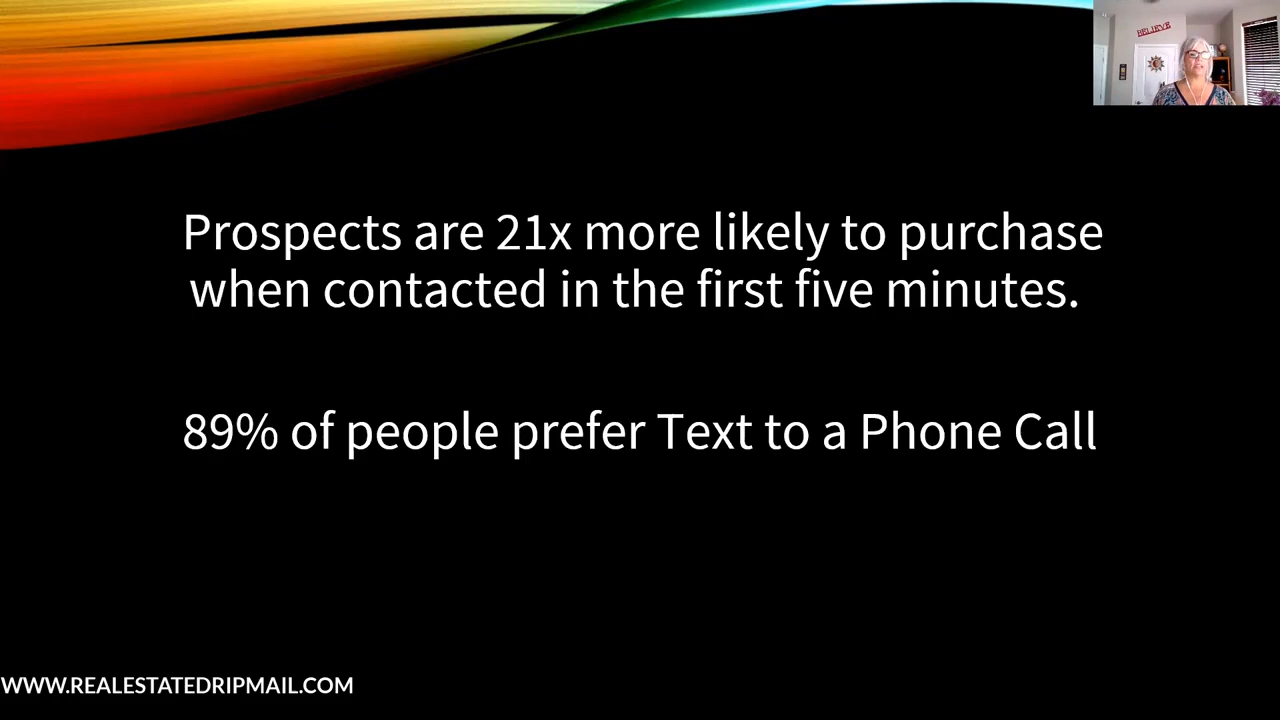 BELIEVE
Prospects are 21x more likely to purchase
when contacted in the first five minutes.
89% of people prefer Text to a Phone Call
WWW.REALESTATEDRIPMAIL.COM